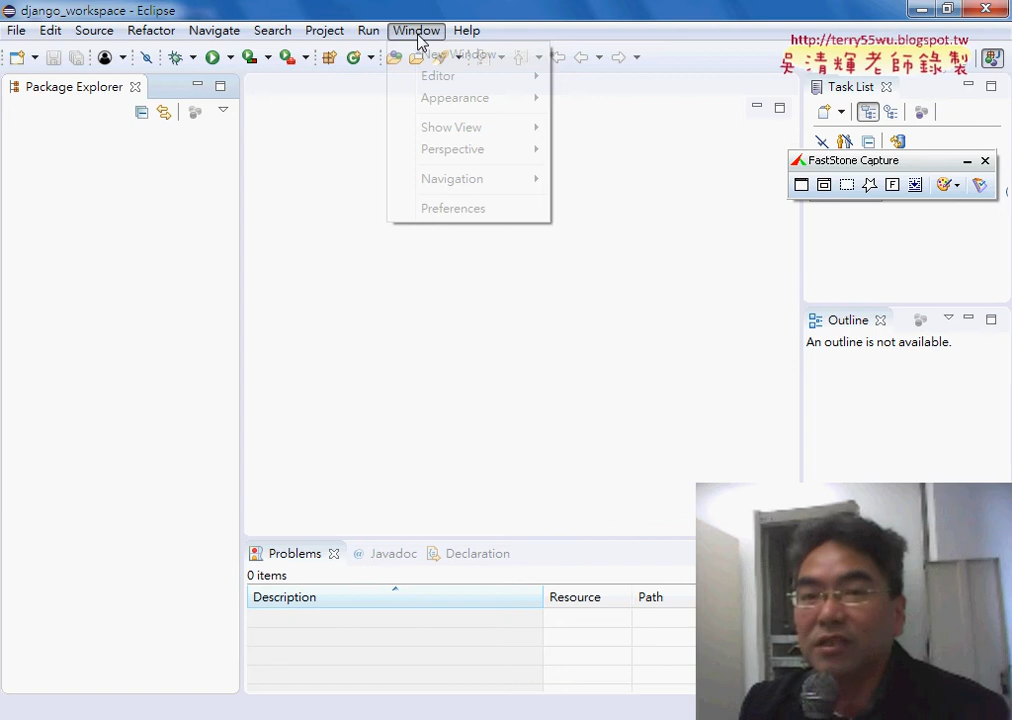 django_workspace - Eclipse
File Edit Source Refactor Navigate Search Project Run Window Help
http://terry55wu.blogspot.tw
吳清輝老師錄製
New Window
Editor
Appearance
Show View
Perspective
Navigation
Preferences
Package Explorer
Task List
FastStone Capture
Outline
An outline is not available.
Problems @ Javadoc Declaration
0 items
Description Resource Path